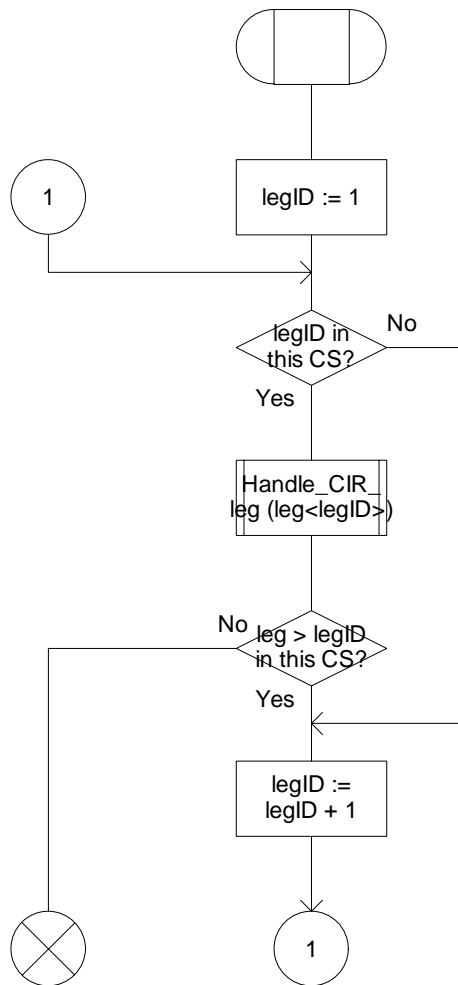 1
legID := 1
legID in
this CS?
No
Yes
Handle_CIR_
leg (leg<legID>)
No
leg > legID
in this CS?
Yes
legID :=
legID + 1
1